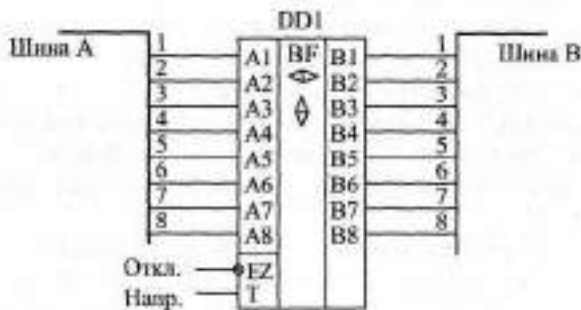 DD1
Шина А
Шина В
1 A1 BF B1 1
2 A2 B2 2
3 A3 B3 3
4 A4 B4 4
5 A5 B5 5
6 A6 B6 6
7 A7 B7 7
8 A8 B8 8
Откл. EZ
Напр. T